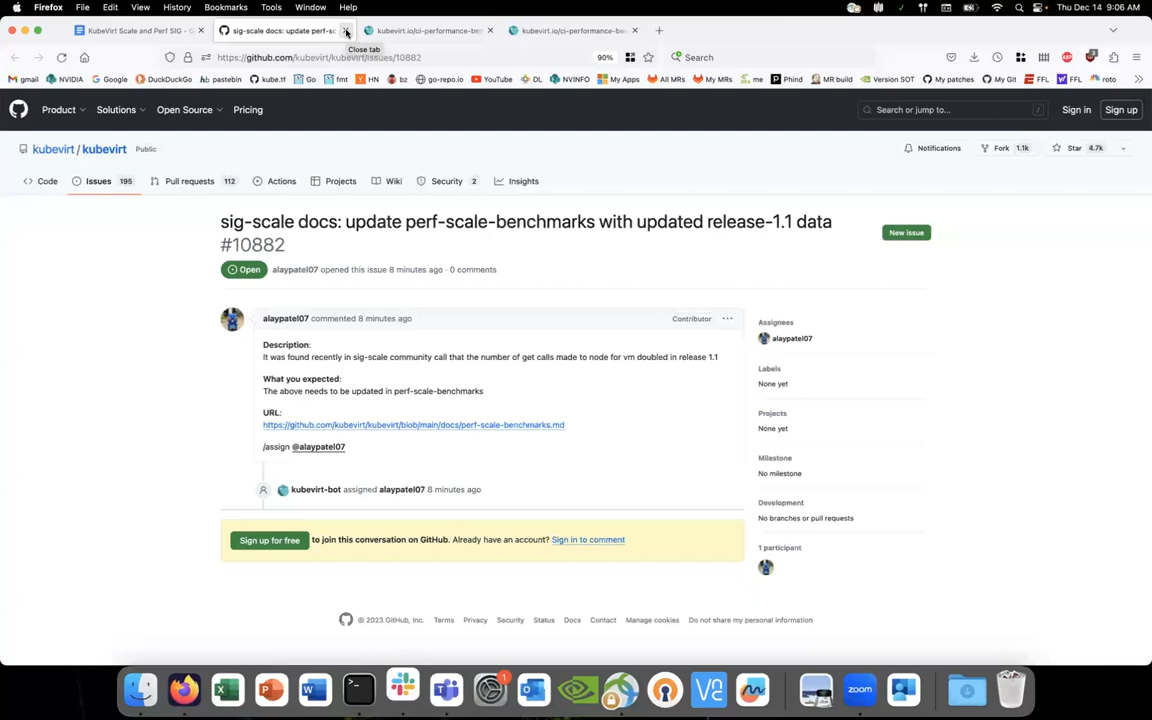 Firefox File Edit View History Bookmarks Tools Window Help
Thu Dec 14 9:06 AM
KubeVirt Scale and Perf SIG -
sig-scale docs: update perf-sc
kubevirt.io/ci-performance-ben
kubevirt.io/ci-performance-ben
Close tab
https://github.com/kubevirt/kubevirt/issues/10882
90%
Search
gmail NVIDIA Google DuckDuckGo pastebin kube.tf GitHub fmt HN bz go-repo.io YouTube DL NVINFO My Apps All MRs My MRs me Phind MR build Version SOT My patches My Git FFL FFL roto
Product Solutions Open Source Pricing
Search or jump to... /
Sign in Sign up
kubevirt / kubevirt Public
Notifications Fork 1.1k Star 4.7k
Code Issues 195 Pull requests 112 Actions Projects Wiki Security 2 Insights
sig-scale docs: update perf-scale-benchmarks with updated release-1.1 data
#10882
New issue
Open alaypatel07 opened this issue 8 minutes ago · 0 comments
alaypatel07 commented 8 minutes ago
Contributor ···
Description:
It was found recently in sig-scale community call that the number of get calls made to node for vm doubled in release 1.1
What you expected:
The above needs to be updated in perf-scale-benchmarks
URL:
https://github.com/kubevirt/kubevirt/blob/main/docs/perf-scale-benchmarks.md
/assign @alaypatel07
kubevirt-bot assigned alaypatel07 8 minutes ago
Sign up for free to join this conversation on GitHub. Already have an account? Sign in to comment
Assignees
alaypatel07
Labels
None yet
Projects
None yet
Milestone
No milestone
Development
No branches or pull requests
1 participant
© 2023 GitHub, Inc. Terms Privacy Security Status Docs Contact Manage cookies Do not share my personal information
1
zoom